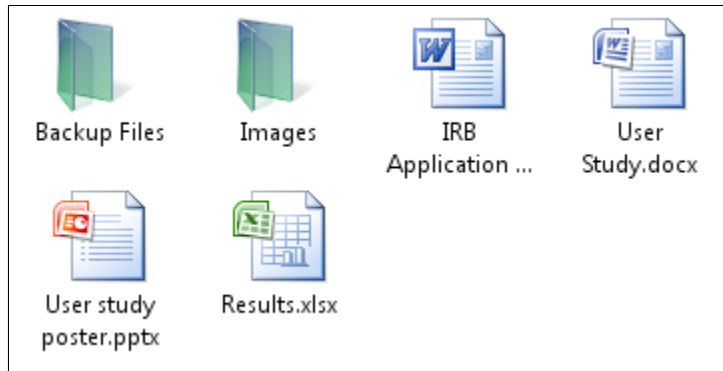 Backup Files
Images
IRB
Application ...
User
Study.docx
User study
poster.pptx
Results.xlsx